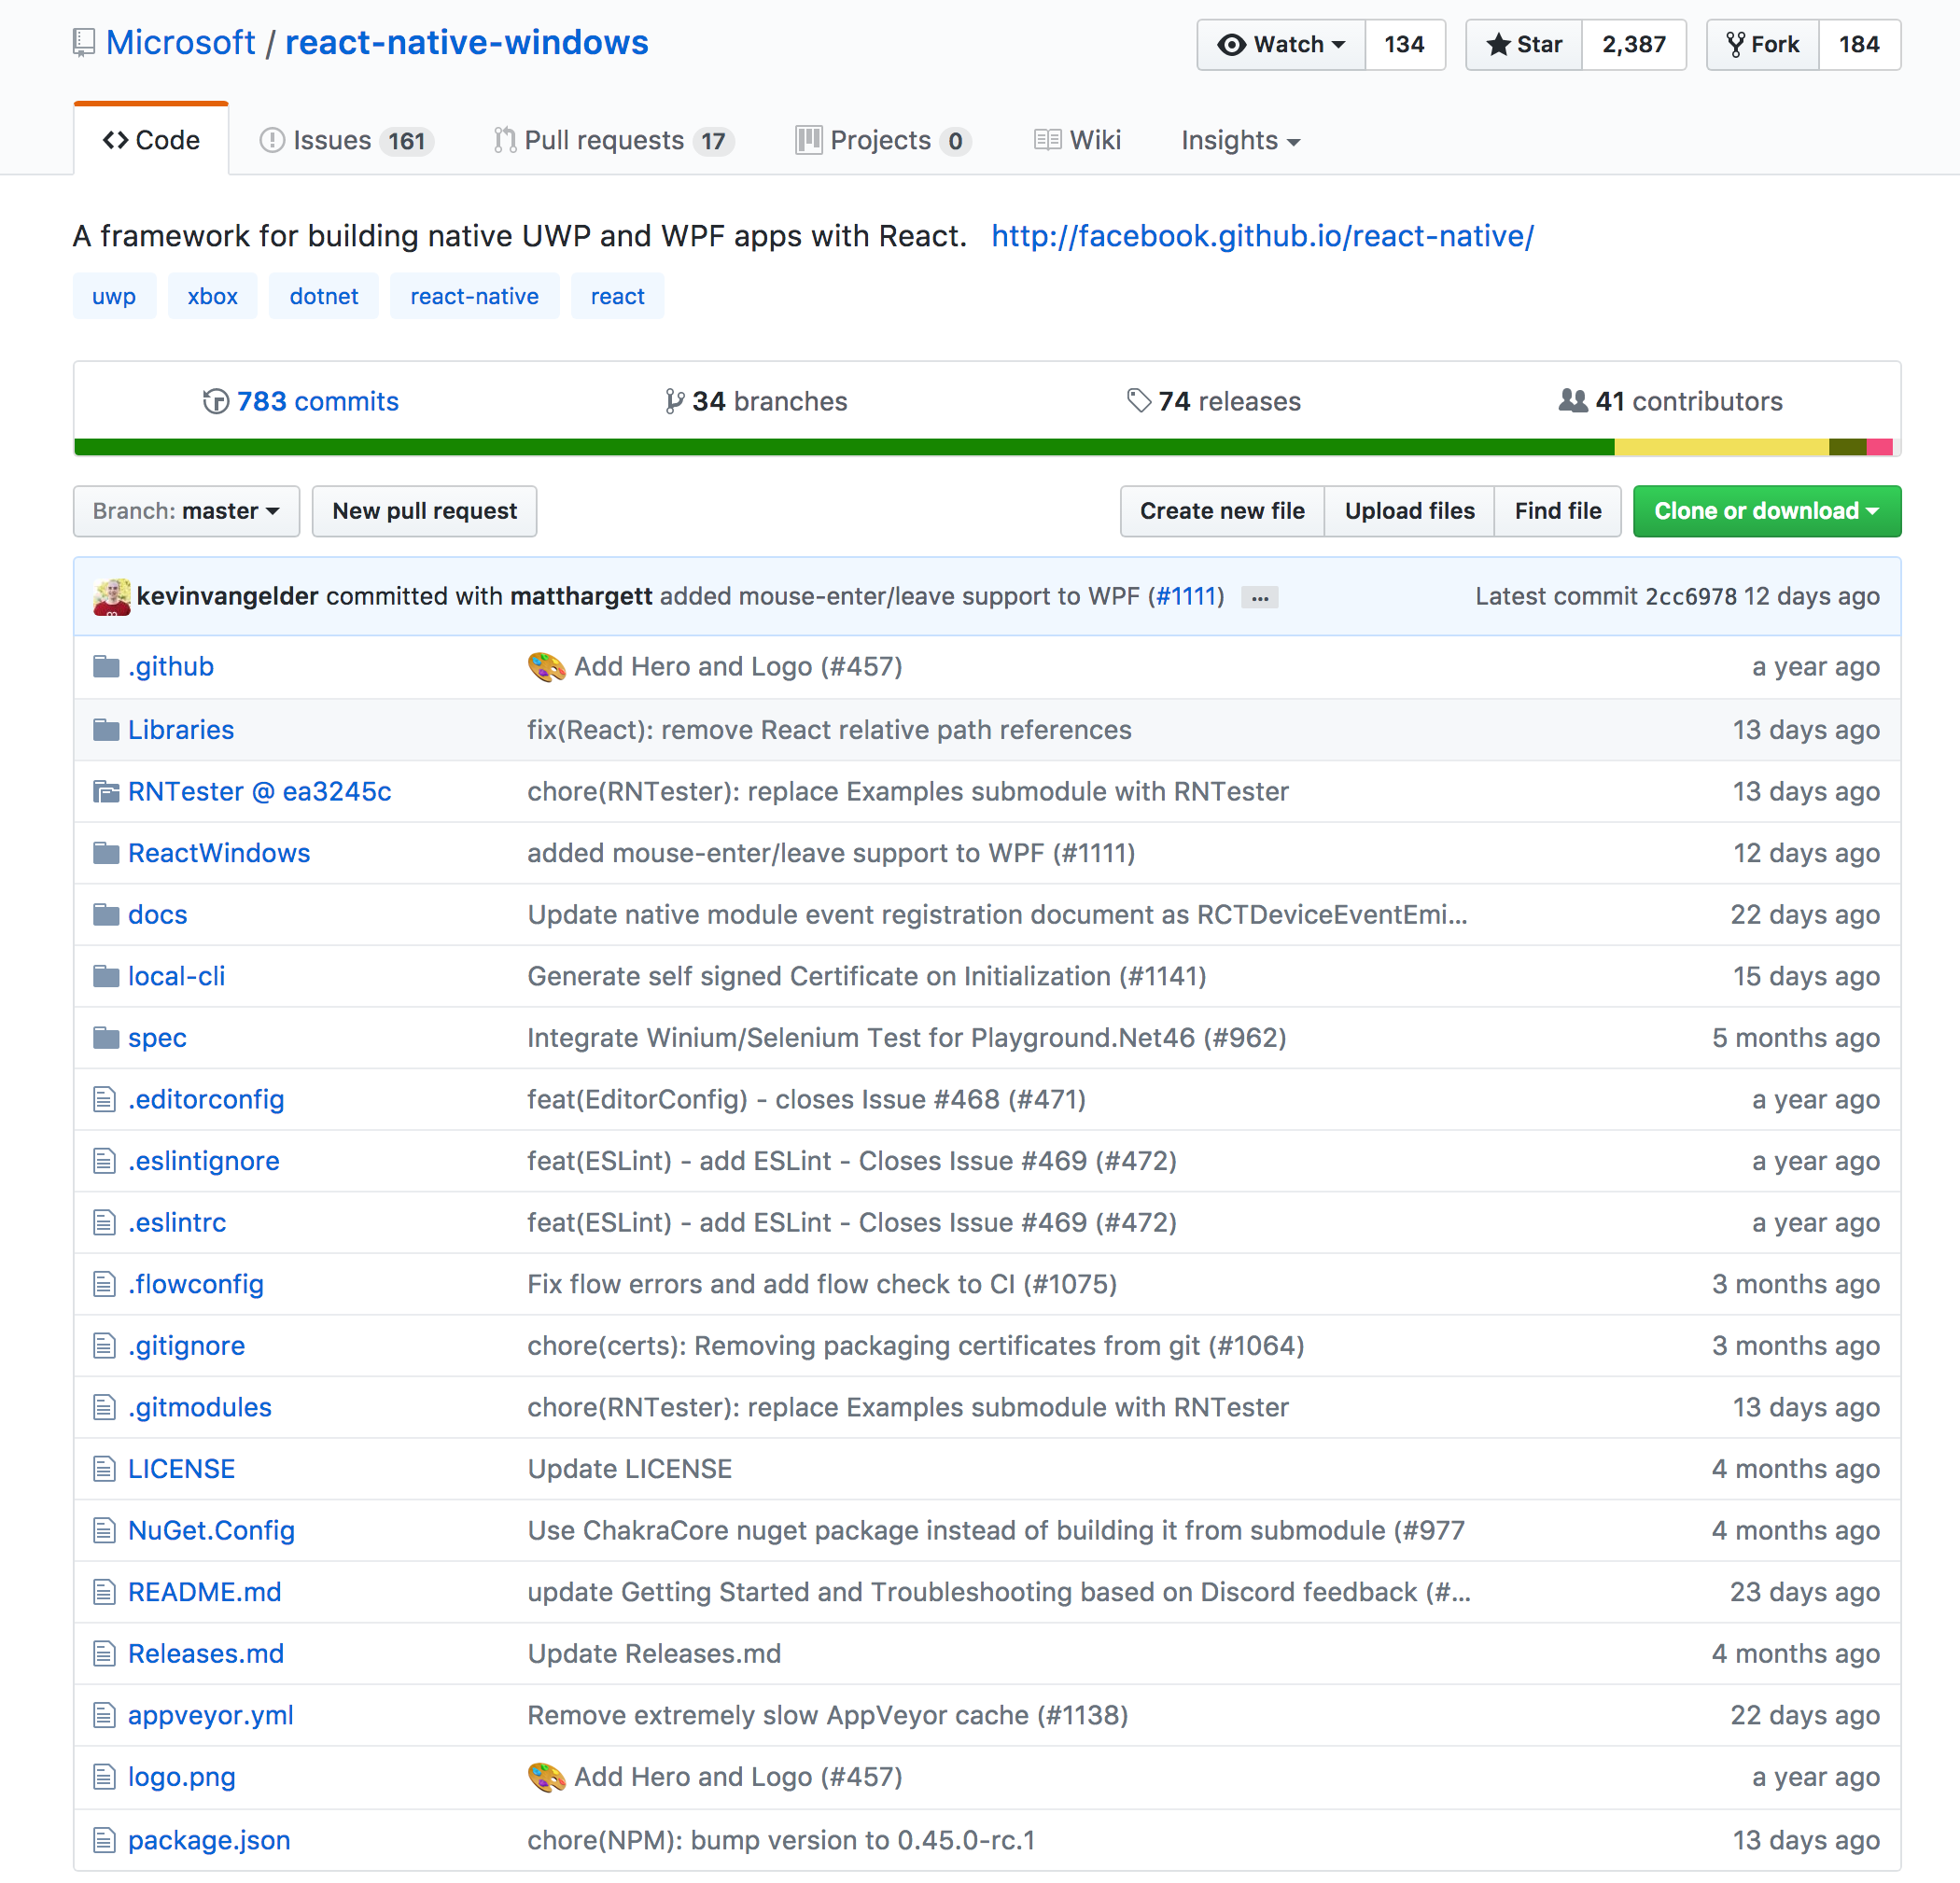 Microsoft / react-native-windows Watch 134 Star 2,387 Fork 184
Code Issues 161 Pull requests 17 Projects 0 Wiki Insights
A framework for building native UWP and WPF apps with React. http://facebook.github.io/react-native/
uwp xbox dotnet react-native react
783 commits 34 branches 74 releases 41 contributors
Branch: master New pull request Create new file Upload files Find file Clone or download
kevinvangelder committed with matthargett added mouse-enter/leave support to WPF (#1111) ... Latest commit 2cc6978 12 days ago
.github Add Hero and Logo (#457) a year ago
Libraries fix(React): remove React relative path references 13 days ago
RNTester @ ea3245c chore(RNTester): replace Examples submodule with RNTester 13 days ago
ReactWindows added mouse-enter/leave support to WPF (#1111) 12 days ago
docs Update native module event registration document as RCTDeviceEventEmi... 22 days ago
local-cli Generate self signed Certificate on Initialization (#1141) 15 days ago
spec Integrate Winium/Selenium Test for Playground.Net46 (#962) 5 months ago
.editorconfig feat(EditorConfig) - closes Issue #468 (#471) a year ago
.eslintignore feat(ESLint) - add ESLint - Closes Issue #469 (#472) a year ago
.eslintrc feat(ESLint) - add ESLint - Closes Issue #469 (#472) a year ago
.flowconfig Fix flow errors and add flow check to CI (#1075) 3 months ago
.gitignore chore(certs): Removing packaging certificates from git (#1064) 3 months ago
.gitmodules chore(RNTester): replace Examples submodule with RNTester 13 days ago
LICENSE Update LICENSE 4 months ago
NuGet.Config Use ChakraCore nuget package instead of building it from submodule (#977 4 months ago
README.md update Getting Started and Troubleshooting based on Discord feedback (#... 23 days ago
Releases.md Update Releases.md 4 months ago
appveyor.yml Remove extremely slow AppVeyor cache (#1138) 22 days ago
logo.png Add Hero and Logo (#457) a year ago
package.json chore(NPM): bump version to 0.45.0-rc.1 13 days ago